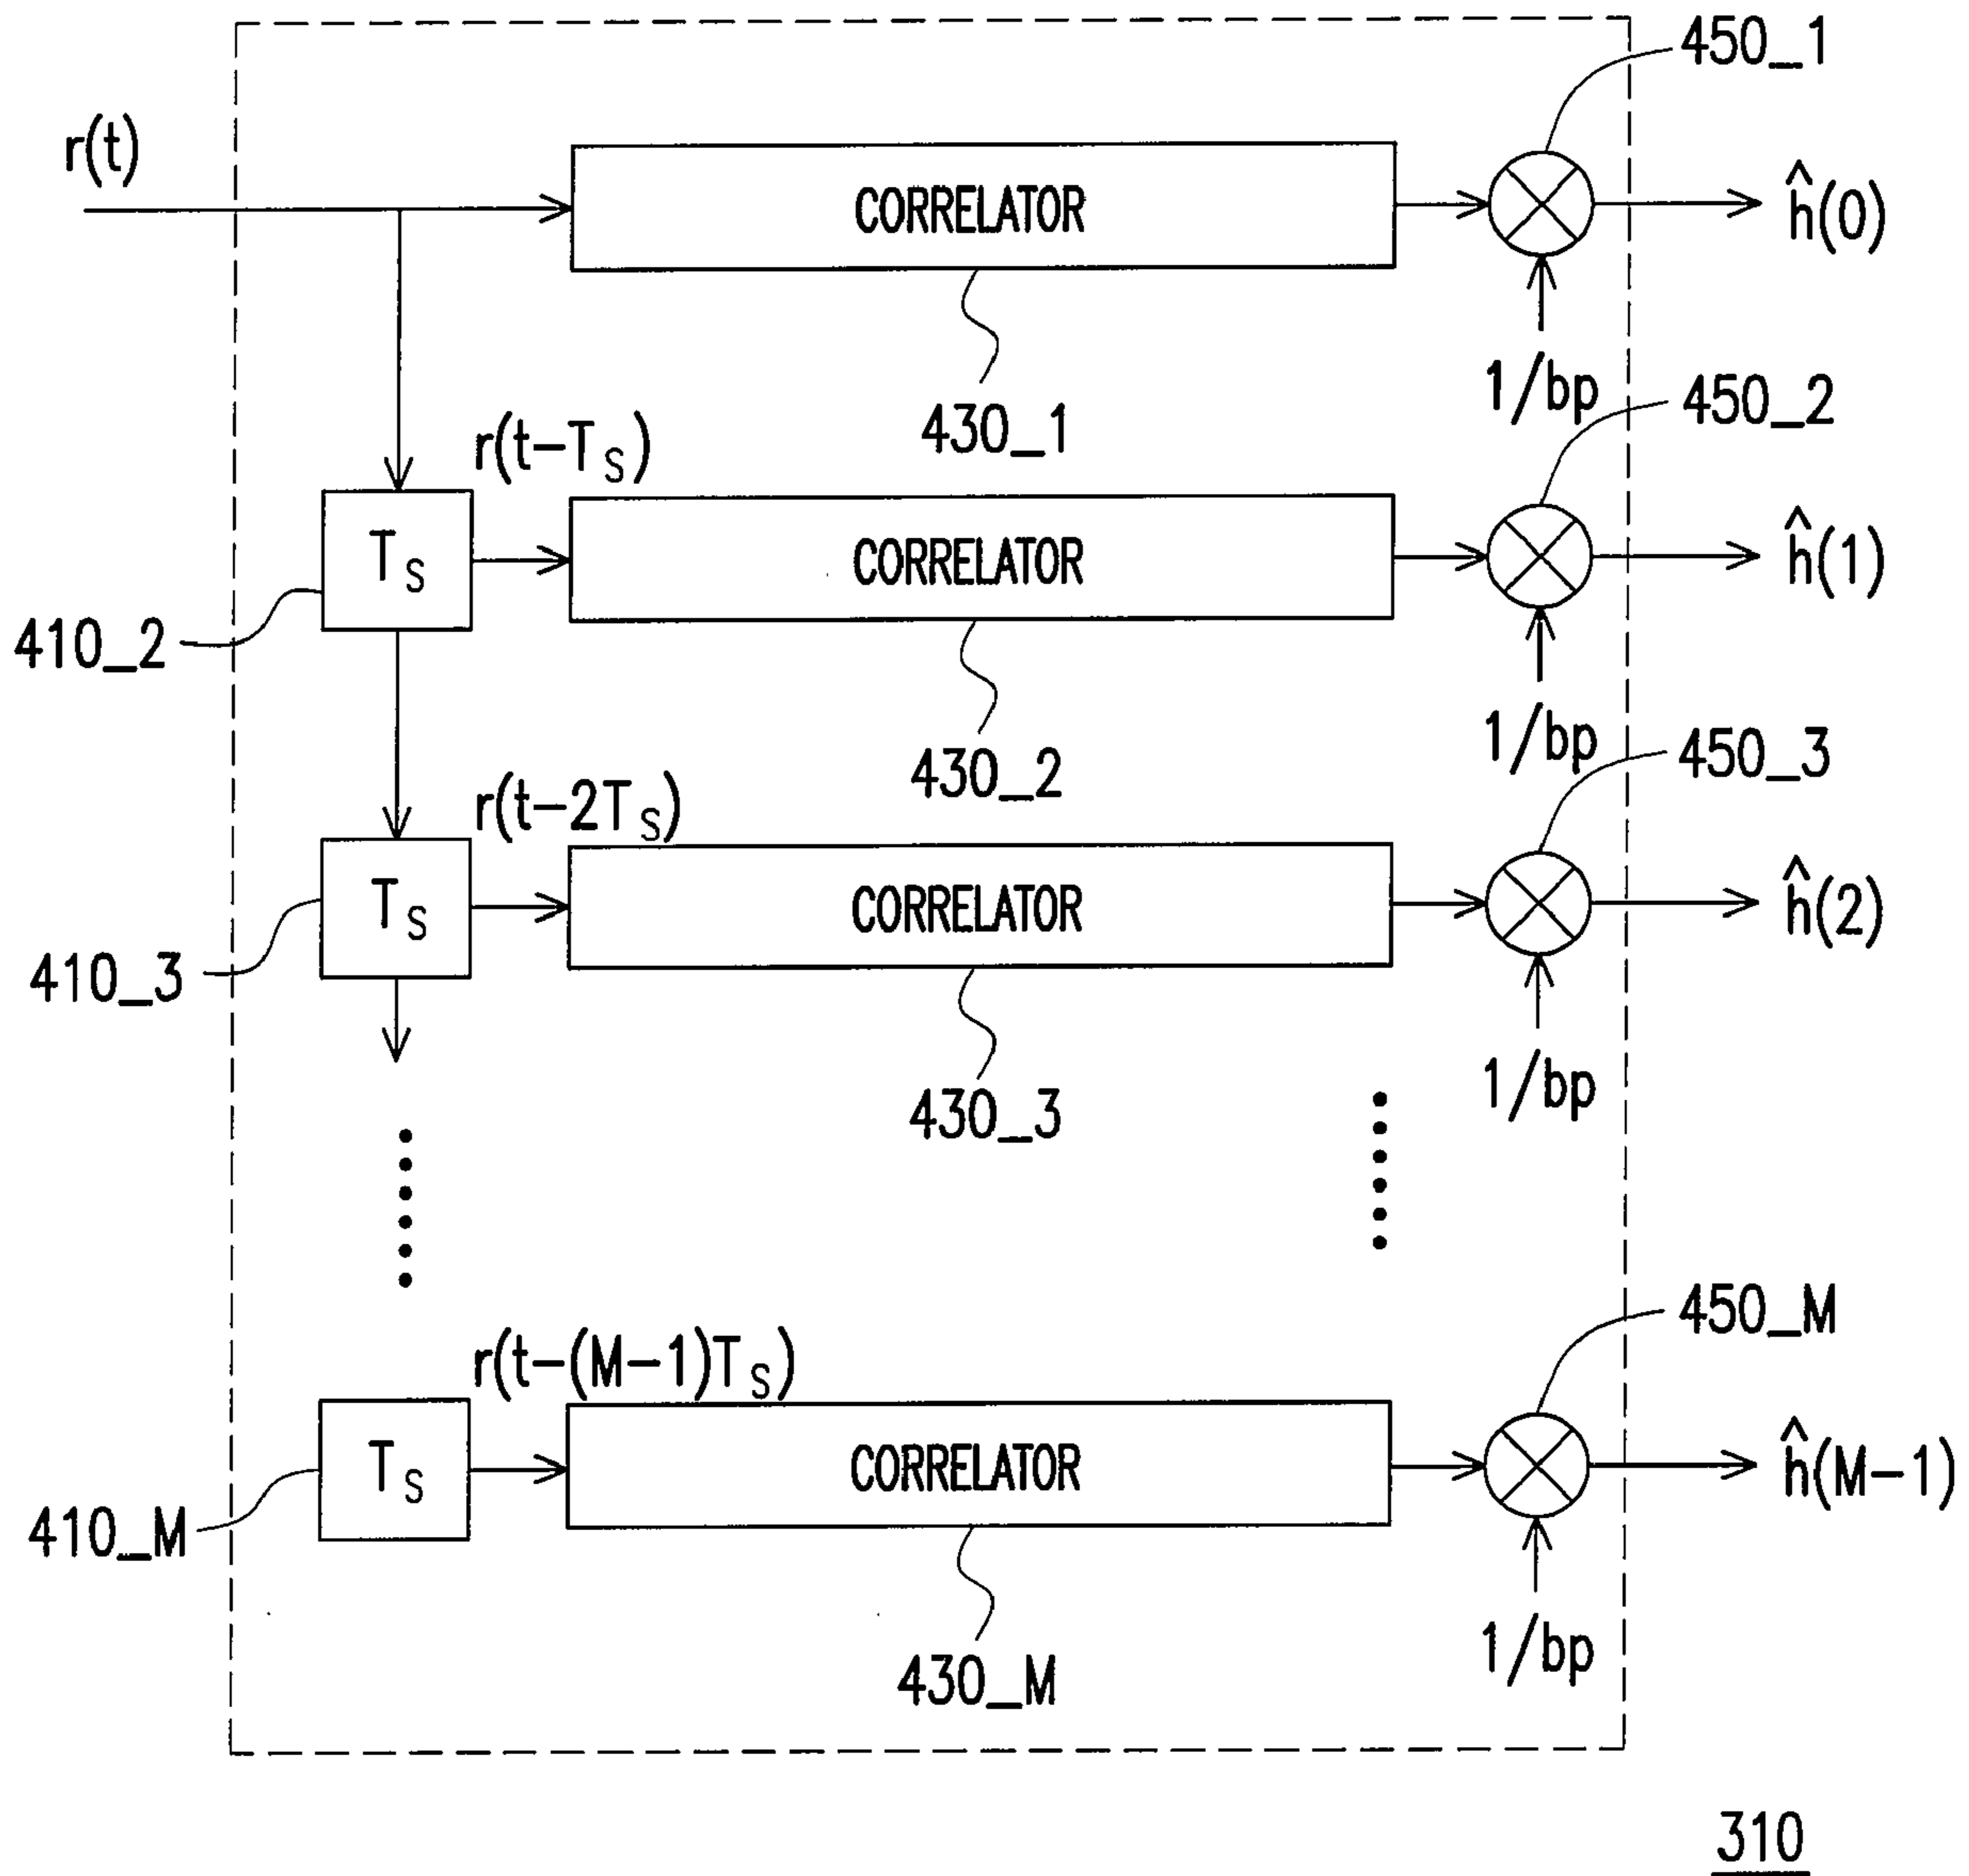 450_1
r(t)
CORRELATOR
ĥ(0)
1/bp
430_1
450_2
r(t-T_S)
T_S
CORRELATOR
ĥ(1)
410_2
1/bp
430_2
450_3
r(t-2T_S)
T_S
CORRELATOR
ĥ(2)
410_3
1/bp
430_3
450_M
r(t-(M-1)T_S)
T_S
CORRELATOR
ĥ(M-1)
410_M
1/bp
430_M
310